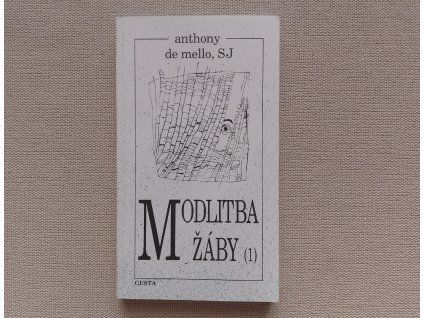 anthony
de mello, SJ
MODLITBA
ŽÁBY (1)
CESTA